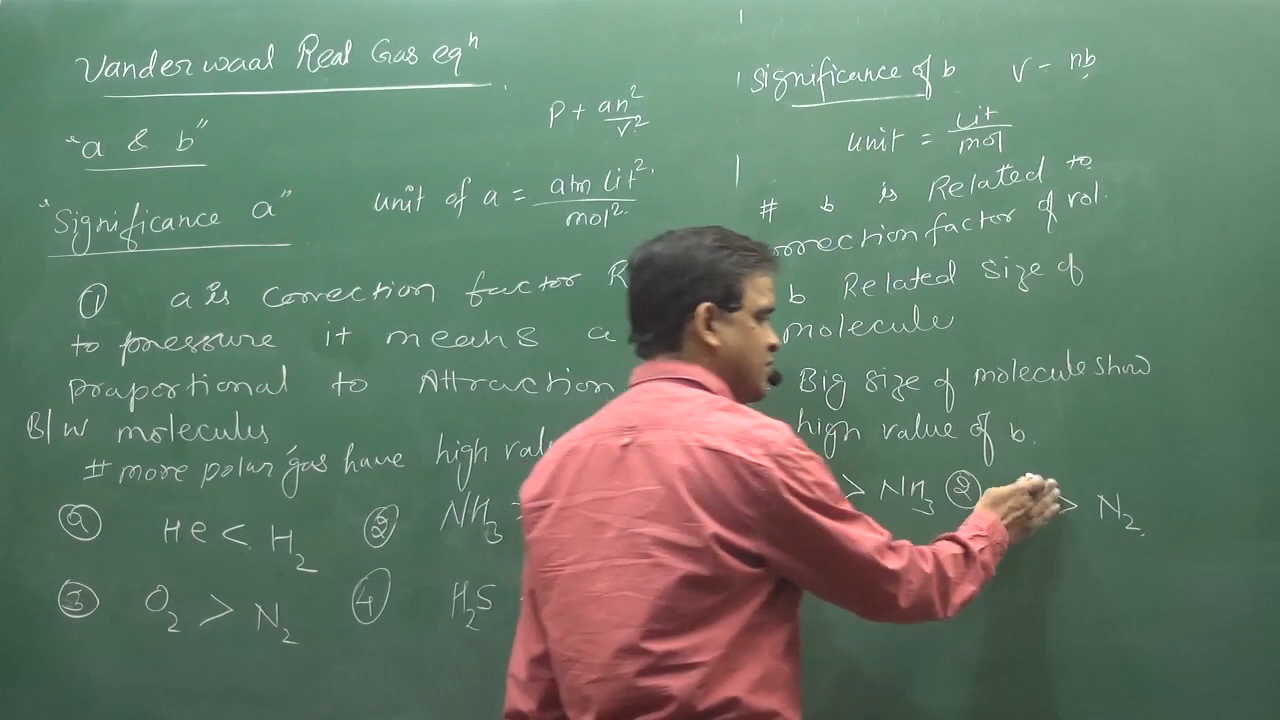 Vanderwaal Real Gas eqⁿ
"a & b"
P + an²/V²
"Significance a"
unit of a = atm Lit²/mol²
① a is Correction factor
to pressure it means a
proportional to Attraction
B/W molecules
# more polar gas have high
① He < H₂
② NH₃
③ O₂ > N₂
④ H₂S
Significance of b V - nb
unit = Lit/mol
# b is Related to
factor of vol.
b Related size of
molecule
Big size of molecule show
high value of b.
> NH₃ ② > N₂